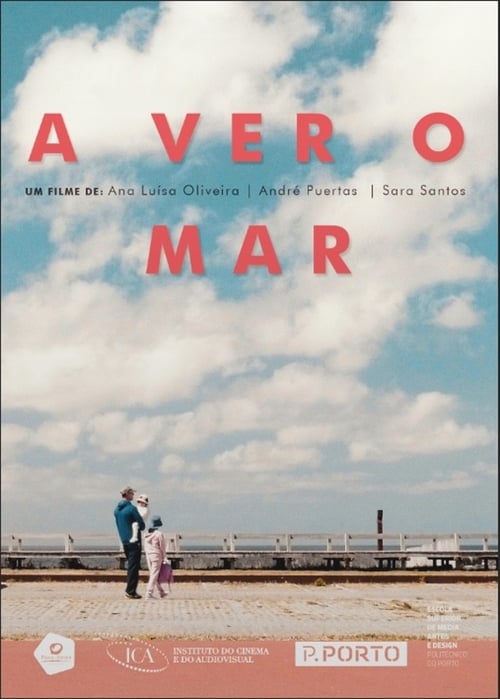 A VER O
UM FILME DE: Ana Luísa Oliveira | André Puertas | Sara Santos
MAR
ICA
INSTITUTO DO CINEMA
E DO AUDIOVISUAL
P.PORTO
ESCOLA
SUPERIOR
DE MEDIA
ARTES
E DESIGN
POLITÉCNICO
DO PORTO